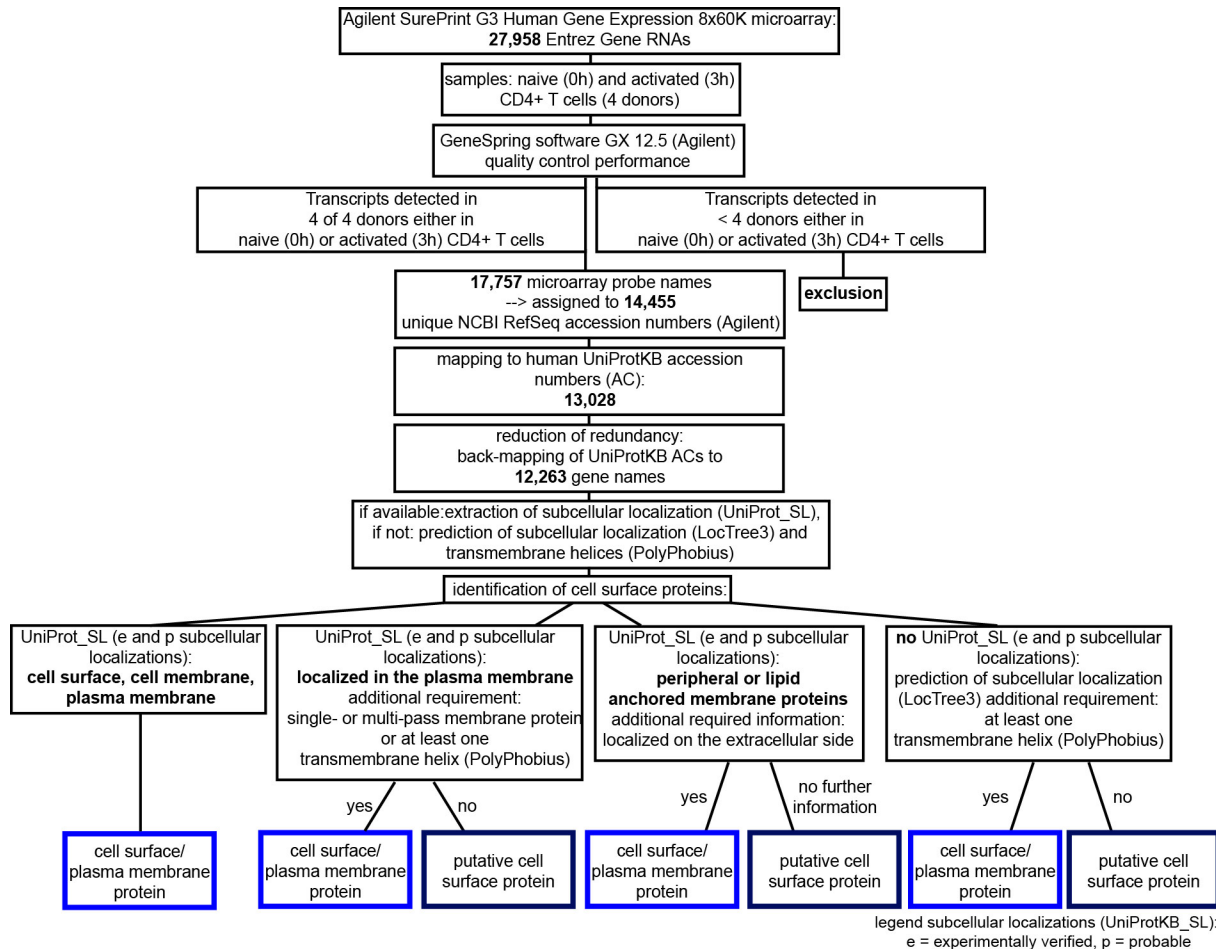 Agilent SurePrint G3 Human Gene Expression 8x60K microarray:
27,958 Entrez Gene RNAs
samples: naive (0h) and activated (3h)
CD4+ T cells (4 donors)
GeneSpring software GX 12.5 (Agilent)
quality control performance
Transcripts detected in
4 of 4 donors either in
naive (0h) or activated (3h) CD4+ T cells
Transcripts detected in
< 4 donors either in
naive (0h) or activated (3h) CD4+ T cells
exclusion
17,757 microarray probe names
--> assigned to 14,455
unique NCBI RefSeq accession numbers (Agilent)
mapping to human UniProtKB accession
numbers (AC):
13,028
reduction of redundancy:
back-mapping of UniProtKB ACs to
12,263 gene names
if available:extraction of subcellular localization (UniProt_SL),
if not: prediction of subcellular localization (LocTree3) and
transmembrane helices (PolyPhobius)
identification of cell surface proteins:
UniProt_SL (e and p subcellular
localizations):
cell surface, cell membrane,
plasma membrane
UniProt_SL (e and p subcellular
localizations):
localized in the plasma membrane
additional requirement:
single- or multi-pass membrane protein
or at least one
transmembrane helix (PolyPhobius)
UniProt_SL (e and p subcellular
localizations):
peripheral or lipid
anchored membrane proteins
additional required information:
localized on the extracellular side
no UniProt_SL (e and p subcellular
localizations):
prediction of subcellular localization
(LocTree3) additional requirement:
at least one
transmembrane helix (PolyPhobius)
yes
no
yes
no further
information
yes
no
cell surface/
plasma membrane
protein
cell surface/
plasma membrane
protein
putative cell
surface protein
cell surface/
plasma membrane
protein
putative cell
surface protein
cell surface/
plasma membrane
protein
putative cell
surface protein
legend subcellular localizations (UniProtKB_SL):
e = experimentally verified, p = probable